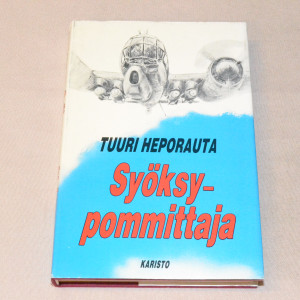 TUURI HEPORAUTA
Syöksy-
pommittaja
KARISTO